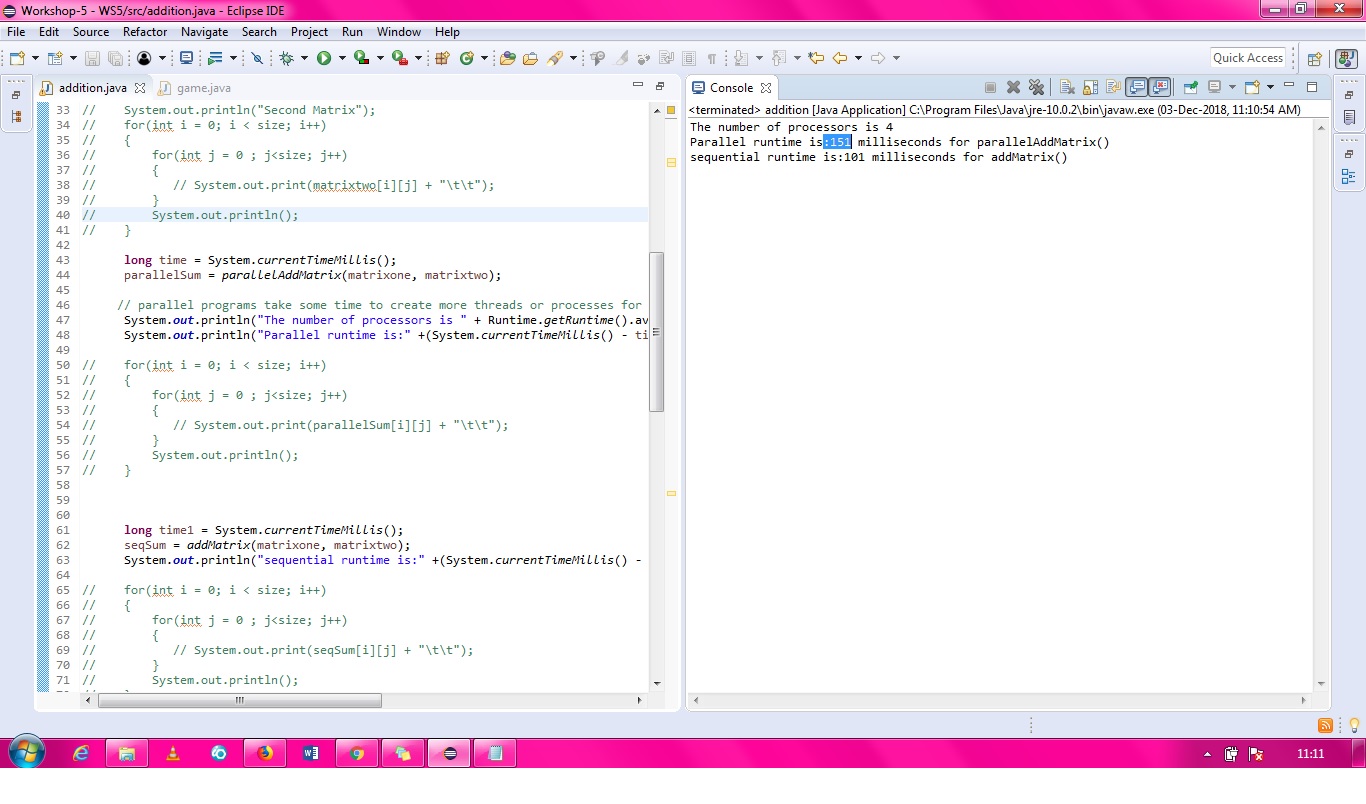 Workshop-5 - WS5/src/addition.java - Eclipse IDE
File Edit Source Refactor Navigate Search Project Run Window Help
Quick Access
addition.java game.java
33 // System.out.println("Second Matrix");
34 // for(int i = 0; i < size; i++)
35 // {
36 // for(int j = 0 ; j<size; j++)
37 // {
38 // // System.out.print(matrixtwo[i][j] + "\t\t");
39 // }
40 // System.out.println();
41 // }
42
43 long time = System.currentTimeMillis();
44 parallelSum = parallelAddMatrix(matrixone, matrixtwo);
45
46 // parallel programs take some time to create more threads or processes for
47 System.out.println("The number of processors is " + Runtime.getRuntime().av
48 System.out.println("Parallel runtime is:" +(System.currentTimeMillis() - ti
49
50 // for(int i = 0; i < size; i++)
51 // {
52 // for(int j = 0 ; j<size; j++)
53 // {
54 // // System.out.print(parallelSum[i][j] + "\t\t");
55 // }
56 // System.out.println();
57 // }
58
59
60
61 long time1 = System.currentTimeMillis();
62 seqSum = addMatrix(matrixone, matrixtwo);
63 System.out.println("sequential runtime is:" +(System.currentTimeMillis() -
64
65 // for(int i = 0; i < size; i++)
66 // {
67 // for(int j = 0 ; j<size; j++)
68 // {
69 // // System.out.print(seqSum[i][j] + "\t\t");
70 // }
71 // System.out.println();
Console
<terminated> addition [Java Application] C:\Program Files\Java\jre-10.0.2\bin\javaw.exe (03-Dec-2018, 11:10:54 AM)
The number of processors is 4
Parallel runtime is:151 milliseconds for parallelAddMatrix()
sequential runtime is:101 milliseconds for addMatrix()
11:11